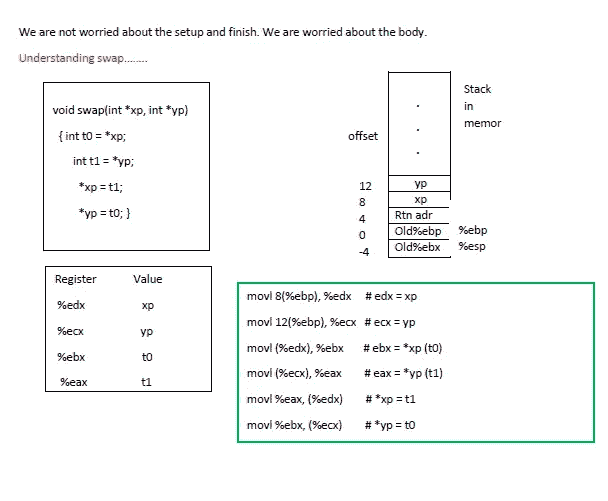 We are not worried about the setup and finish. We are worried about the body.
Understanding swap........
void swap(int *xp, int *yp)
{ int t0 = *xp;
int t1 = *yp;
*xp = t1;
*yp = t0; }
Stack
in
memor
offset
.
.
.
12 yp
8 xp
4 Rtn adr
0 Old%ebp %ebp
-4 Old%ebx %esp
Register Value
%edx xp
%ecx yp
%ebx t0
%eax t1
movl 8(%ebp), %edx # edx = xp
movl 12(%ebp), %ecx # ecx = yp
movl (%edx), %ebx # ebx = *xp (t0)
movl (%ecx), %eax # eax = *yp (t1)
movl %eax, (%edx) # *xp = t1
movl %ebx, (%ecx) # *yp = t0